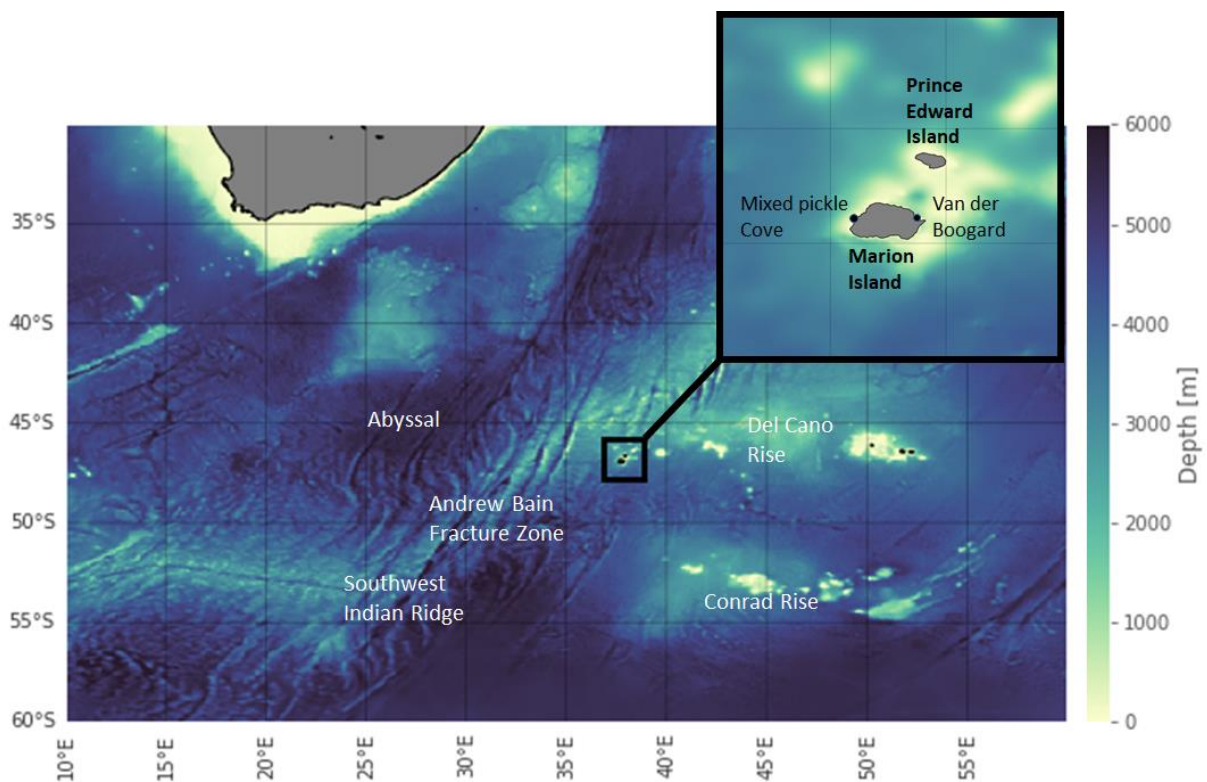 Prince
Edward
Island
Mixed pickle
Cove
Van der
Boogard
Marion
Island
6000
5000
4000
3000
2000
1000
0
Depth [m]
35°S
40°S
45°S
50°S
55°S
60°S
Abyssal
Del Cano
Rise
Andrew Bain
Fracture Zone
Southwest
Indian Ridge
Conrad Rise
10°E
15°E
20°E
25°E
30°E
35°E
40°E
45°E
50°E
55°E